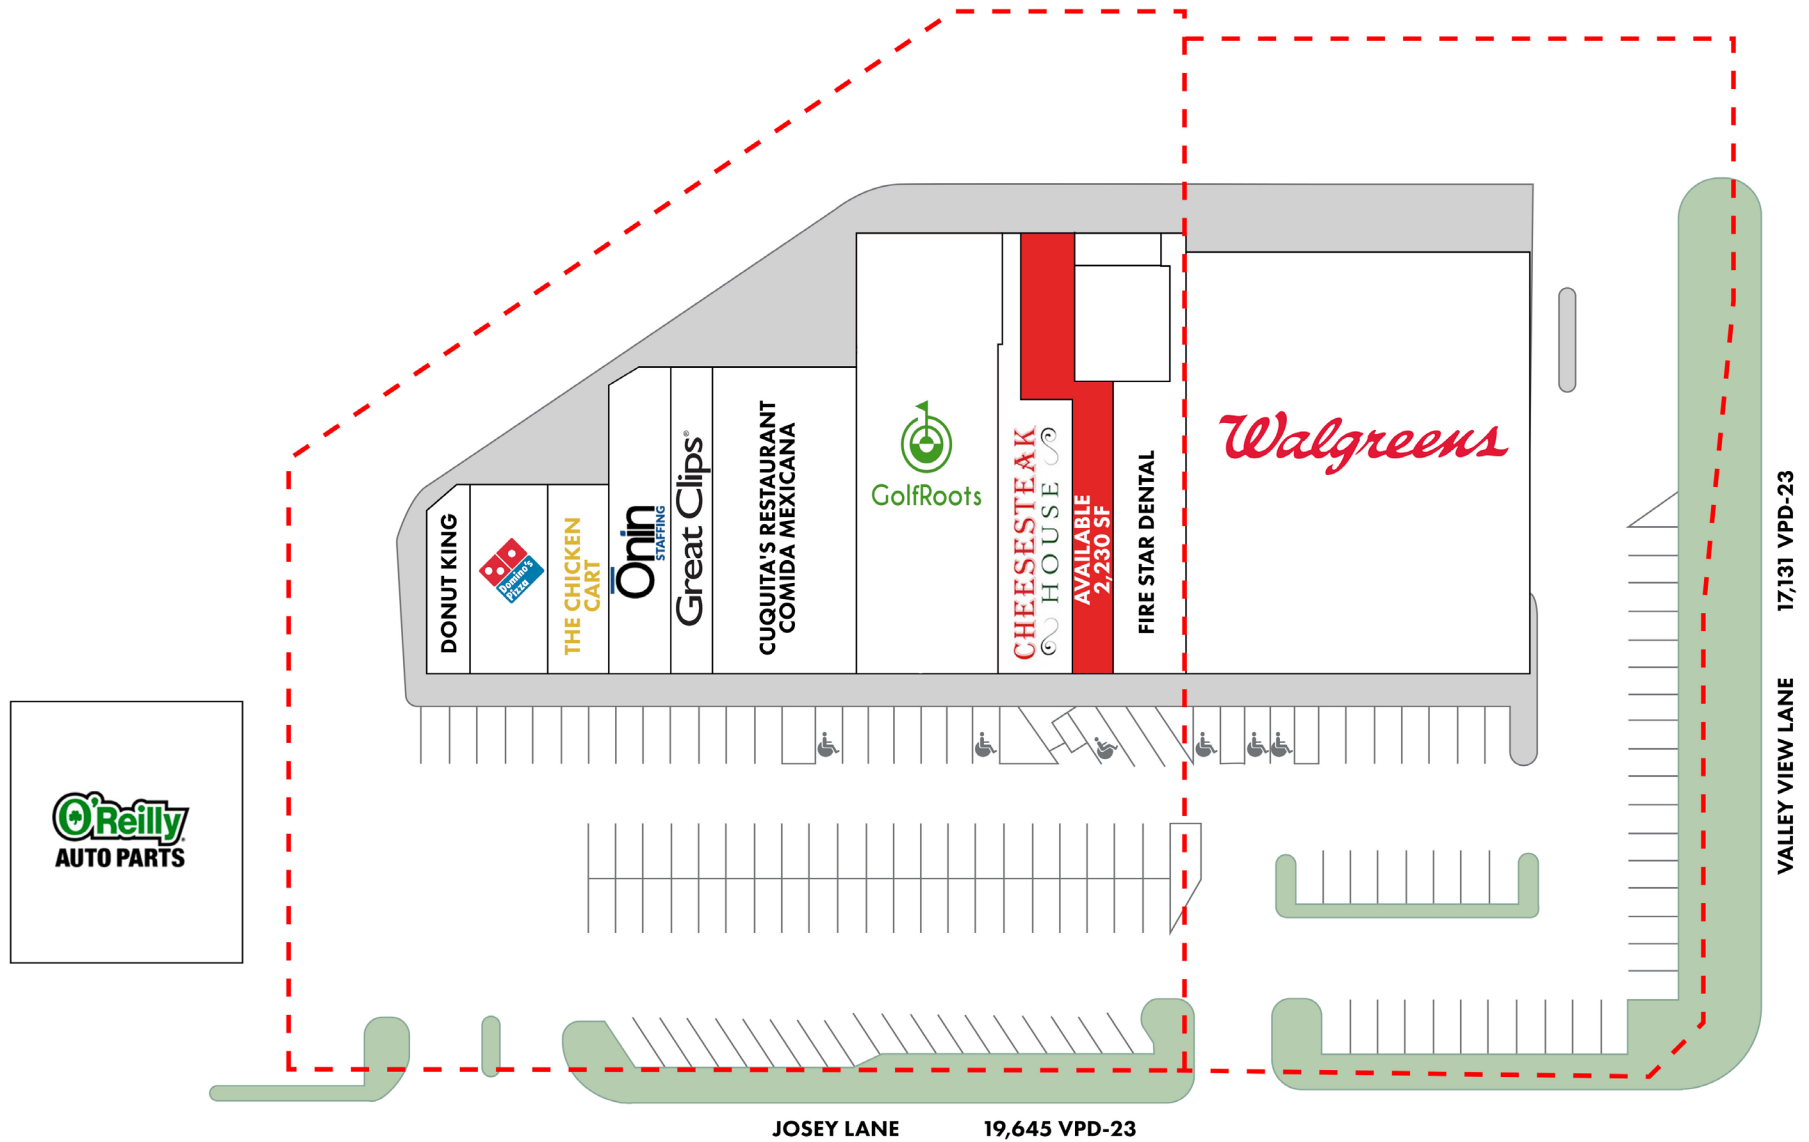 DONUT KING
Domino's
Pizza
THE CHICKEN
CART
Onin
STAFFING
Great Clips®
CUQUITA'S RESTAURANT
COMIDA MEXICANA
GolfRoots
CHEESESTEAK
HOUSE
AVAILABLE
2,230 SF
FIRE STAR DENTAL
Walgreens
O'Reilly
AUTO PARTS
VALLEY VIEW LANE 17,131 VPD-23
JOSEY LANE 19,645 VPD-23